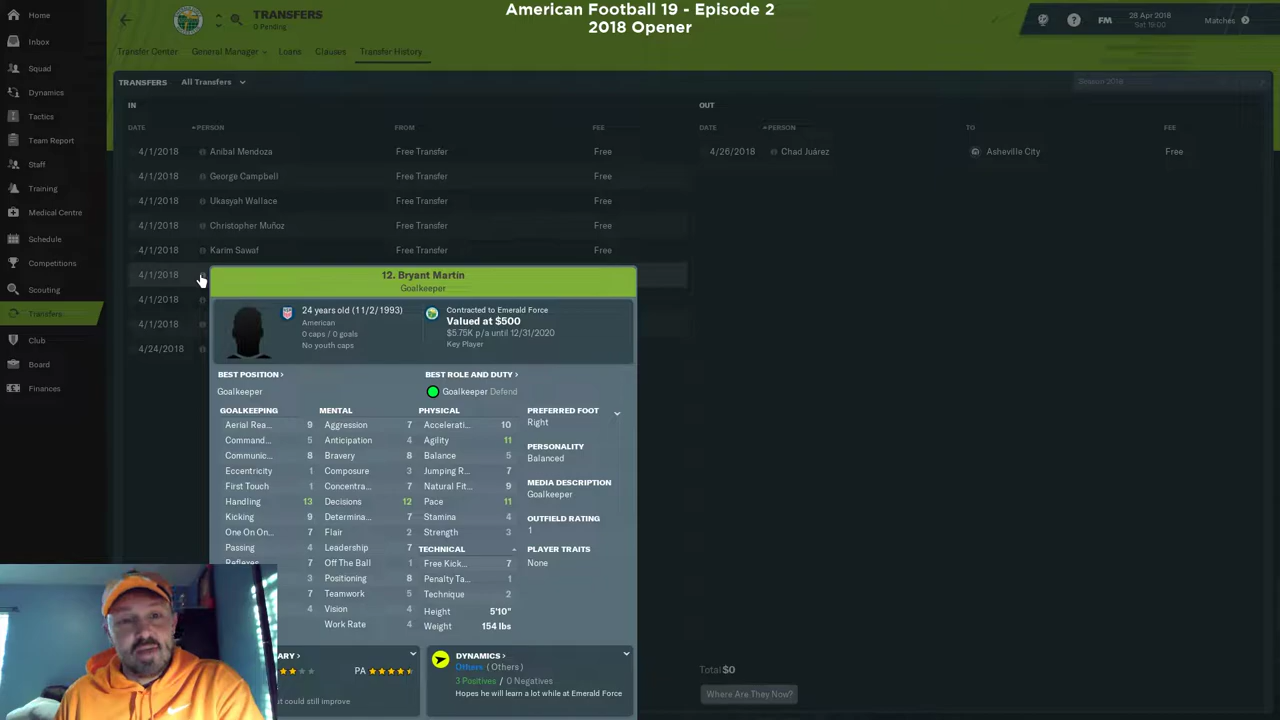 American Football 19 - Episode 2
2018 Opener
TRANSFERS
0 Pending
FM
28 Apr 2018
Sat 19:00
Matches
Home
Inbox
Squad
Dynamics
Tactics
Team Report
Staff
Training
Medical Centre
Schedule
Competitions
Scouting
Transfers
Club
Board
Finances
Transfer Center
General Manager
Loans
Clauses
Transfer History
TRANSFERS
All Transfers
Season 2018
IN
DATE PERSON FROM FEE
4/1/2018 Anibal Mendoza Free Transfer Free
4/1/2018 George Campbell Free Transfer Free
4/1/2018 Ukasyah Wallace Free Transfer Free
4/1/2018 Christopher Muñoz Free Transfer Free
4/1/2018 Karim Sawaf Free Transfer Free
4/1/2018
4/1/2018
4/1/2018
4/24/2018
OUT
DATE PERSON TO FEE
4/26/2018 Chad Juárez Asheville City Free
12. Bryant Martín
Goalkeeper
24 years old (11/2/1993)
American
0 caps / 0 goals
No youth caps
Contracted to Emerald Force
Valued at $500
$5.75K p/a until 12/31/2020
Key Player
BEST POSITION >
Goalkeeper
BEST ROLE AND DUTY >
Goalkeeper Defend
GOALKEEPING
Aerial Rea... 9
Command... 5
Communic... 8
Eccentricity 1
First Touch 1
Handling 13
Kicking 9
One On On... 7
Passing 4
Reflexes 7
3
7
4
MENTAL
Aggression 7
Anticipation 4
Bravery 8
Composure 3
Concentra... 7
Decisions 12
Determina... 7
Flair 2
Leadership 7
Off The Ball 1
Positioning 8
Teamwork 5
Vision 4
Work Rate 4
PHYSICAL
Accelerati... 10
Agility 11
Balance 5
Jumping R... 7
Natural Fit... 9
Pace 11
Stamina 4
Strength 3
TECHNICAL
Free Kick... 7
Penalty Ta... 1
Technique 2
Height 5'10"
Weight 154 lbs
PREFERRED FOOT
Right
PERSONALITY
Balanced
MEDIA DESCRIPTION
Goalkeeper
OUTFIELD RATING
1
PLAYER TRAITS
None
ARY >
PA
t could still improve
DYNAMICS >
Others ( Others )
3 Positives / 0 Negatives
Hopes he will learn a lot while at Emerald Force
Total $0
Where Are They Now?